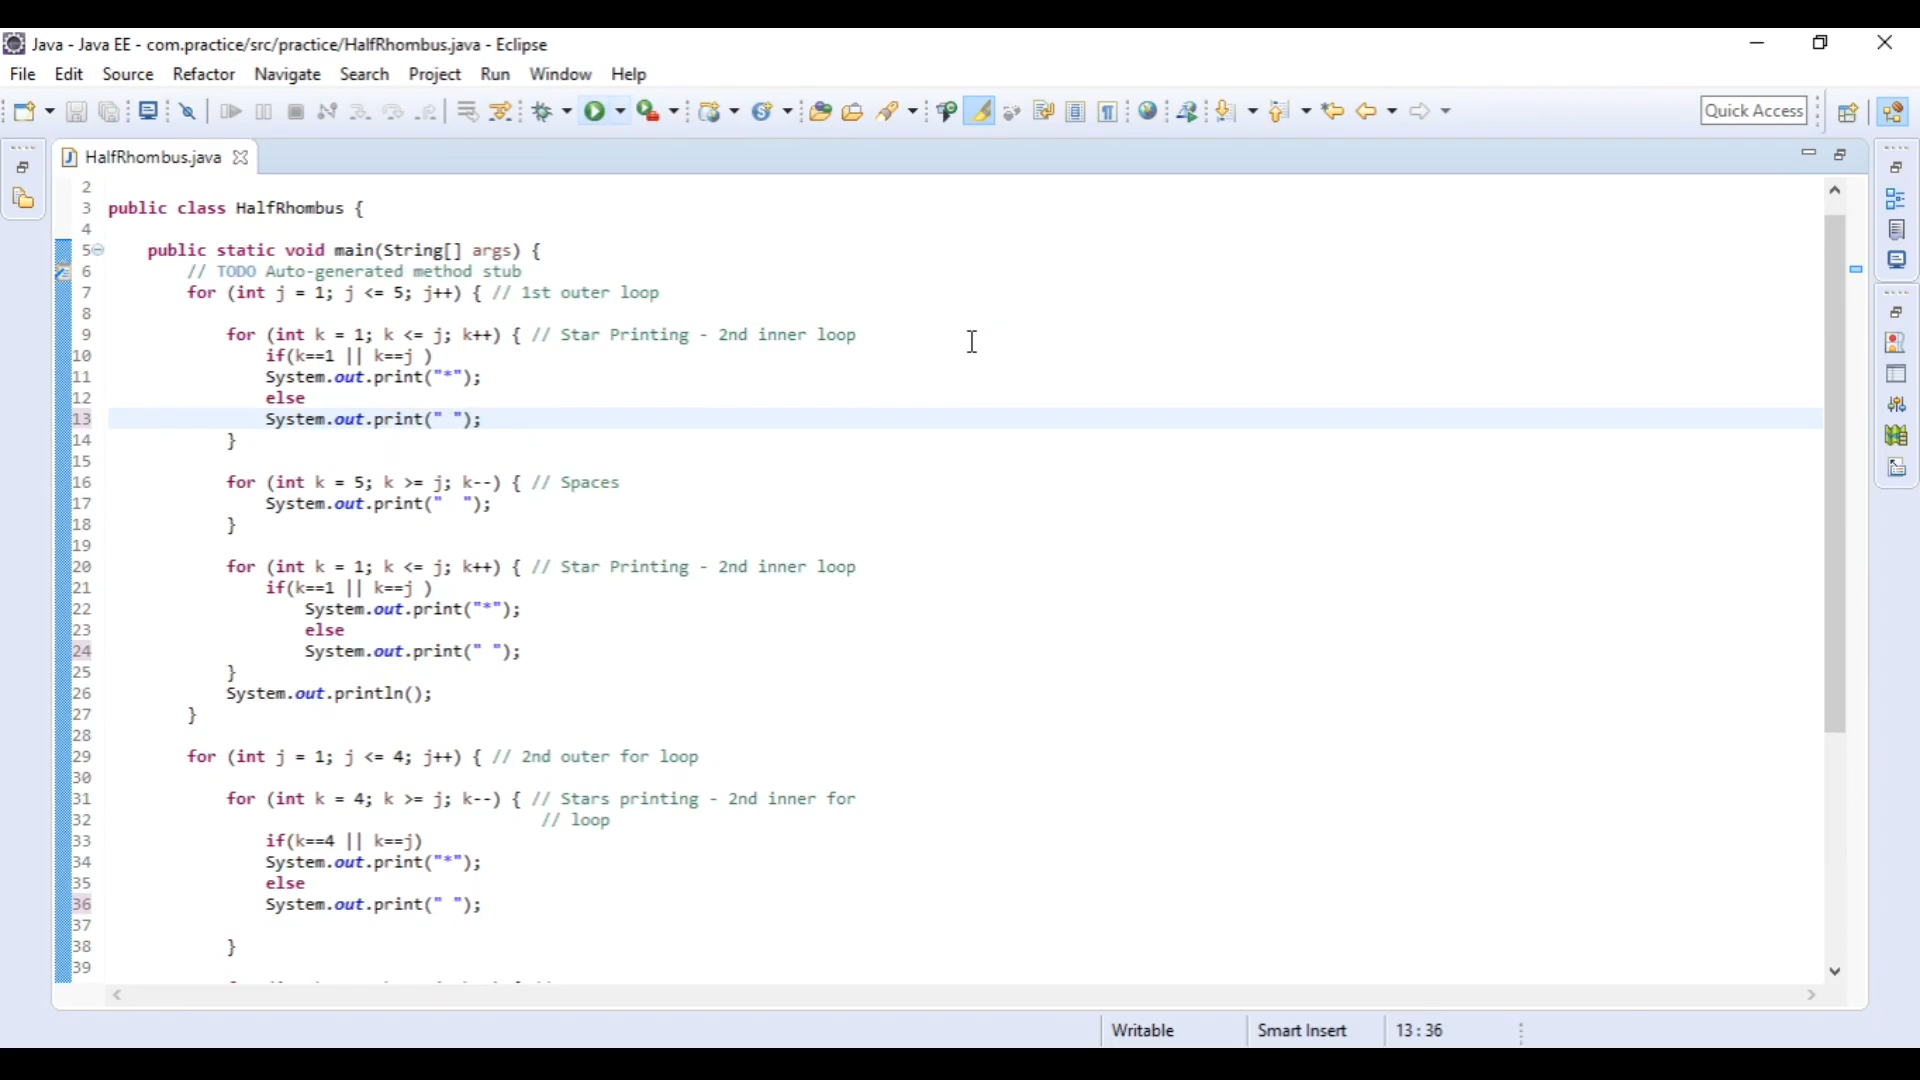 Java - Java EE - com.practice/src/practice/HalfRhombus.java - Eclipse
File Edit Source Refactor Navigate Search Project Run Window Help
Quick Access
HalfRhombus.java
2
3 public class HalfRhombus {
4
5 public static void main(String[] args) {
6 // TODO Auto-generated method stub
7 for (int j = 1; j <= 5; j++) { // 1st outer loop
8
9 for (int k = 1; k <= j; k++) { // Star Printing - 2nd inner loop
10 if(k==1 || k==j )
11 System.out.print("*");
12 else
13 System.out.print(" ");
14 }
15
16 for (int k = 5; k >= j; k--) { // Spaces
17 System.out.print("  ");
18 }
19
20 for (int k = 1; k <= j; k++) { // Star Printing - 2nd inner loop
21 if(k==1 || k==j )
22 System.out.print("*");
23 else
24 System.out.print(" ");
25 }
26 System.out.println();
27 }
28
29 for (int j = 1; j <= 4; j++) { // 2nd outer for loop
30
31 for (int k = 4; k >= j; k--) { // Stars printing - 2nd inner for
32 // loop
33 if(k==4 || k==j)
34 System.out.print("*");
35 else
36 System.out.print(" ");
37
38 }
39
Writable Smart Insert 13 : 36